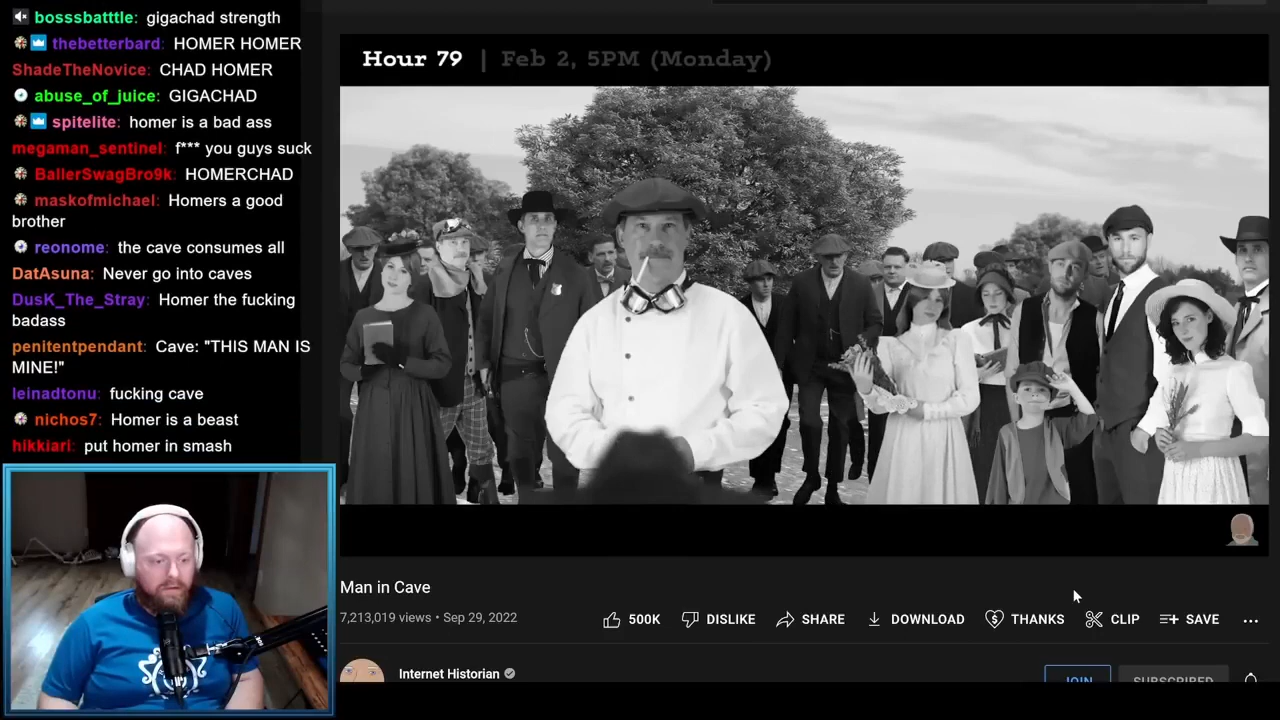 bosssbatttle: gigachad strength
thebetterbard: HOMER HOMER
ShadeTheNovice: CHAD HOMER
abuse_of_juice: GIGACHAD
spitelite: homer is a bad ass
megaman_sentinel: f*** you guys suck
BallerSwagBro9k: HOMERCHAD
maskofmichael: Homers a good
brother
reonome: the cave consumes all
DatAsuna: Never go into caves
DusK_The_Stray: Homer the fucking
badass
penitentpendant: Cave: "THIS MAN IS
MINE!"
leinadtonu: fucking cave
nichos7: Homer is a beast
hikkiari: put homer in smash
Hour 79 | Feb 2, 5PM (Monday)
Man in Cave
7,213,019 views • Sep 29, 2022
500K DISLIKE SHARE DOWNLOAD THANKS CLIP SAVE
Internet Historian
JOIN SUBSCRIBED